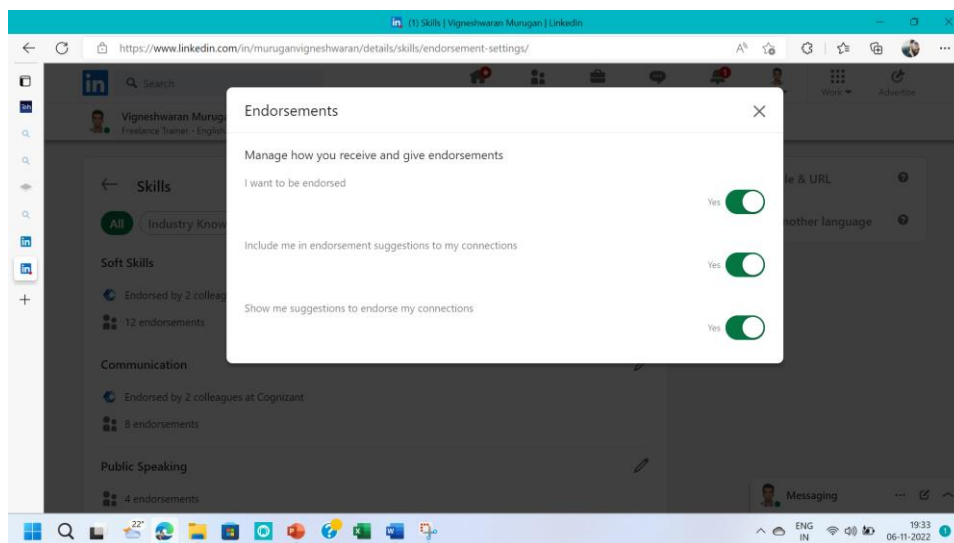 (1) Skills | Vigneshwaran Murugan | LinkedIn
https://www.linkedin.com/in/muruganvigneshwaran/details/skills/endorsement-settings/
in Search
Work
Advertise
Vigneshwaran Muruga
Freelance Trainer - English
Endorsements
Manage how you receive and give endorsements
I want to be endorsed
Yes
Include me in endorsement suggestions to my connections
Yes
Show me suggestions to endorse my connections
Yes
Skills
All Industry Know
le & URL
nother language
Soft Skills
Endorsed by 2 colleag
12 endorsements
Communication
Endorsed by 2 colleagues at Cognizant
8 endorsements
Public Speaking
4 endorsements
Messaging
22°
ENG
IN
19:33
06-11-2022
1